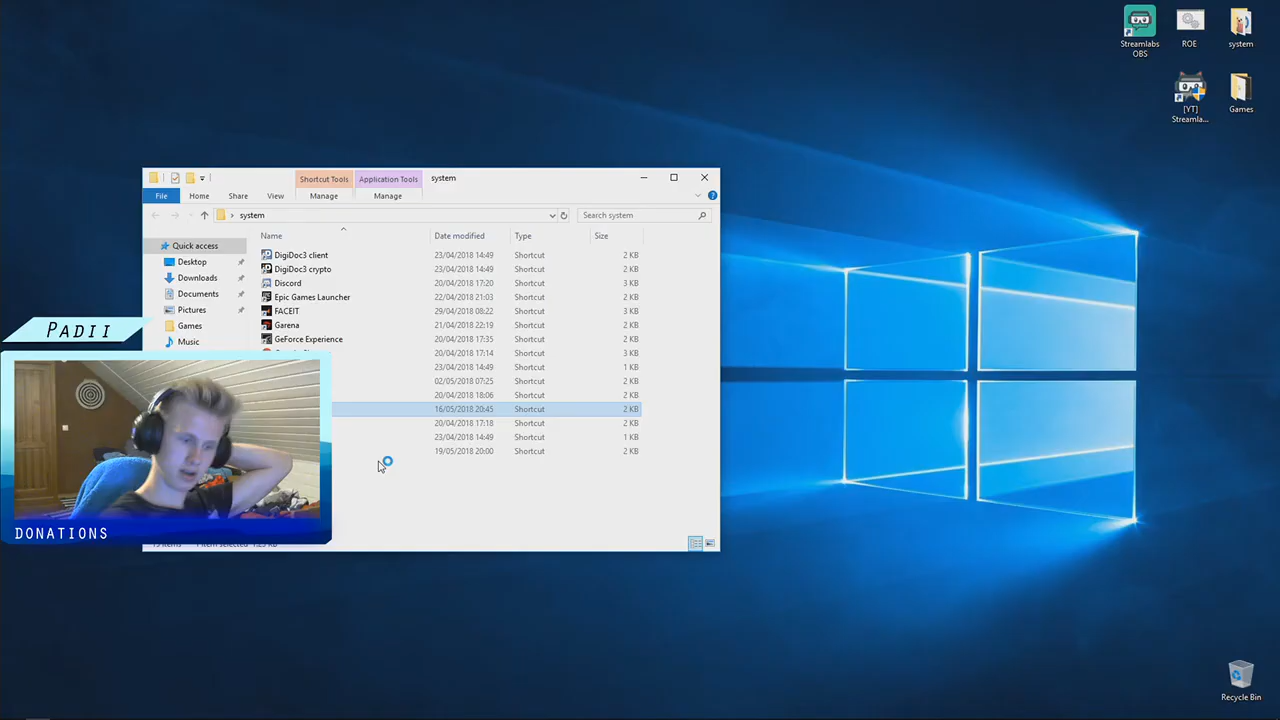 Streamlabs OBS
ROE
system
[YT] Streamla...
Games
Shortcut Tools
Application Tools
system
File
Home
Share
View
Manage
Manage
system
Search system
Name
Date modified
Type
Size
Quick access
Desktop
Downloads
Documents
Pictures
Games
Music
DigiDoc3 client 23/04/2018 14:49 Shortcut 2 KB
DigiDoc3 crypto 23/04/2018 14:49 Shortcut 2 KB
Discord 20/04/2018 17:20 Shortcut 3 KB
Epic Games Launcher 22/04/2018 21:03 Shortcut 2 KB
FACEIT 29/04/2018 08:22 Shortcut 3 KB
Garena 21/04/2018 22:19 Shortcut 2 KB
GeForce Experience 20/04/2018 17:35 Shortcut 2 KB
20/04/2018 17:14 Shortcut 3 KB
23/04/2018 14:49 Shortcut 1 KB
02/05/2018 07:25 Shortcut 2 KB
20/04/2018 18:06 Shortcut 2 KB
16/05/2018 20:45 Shortcut 2 KB
20/04/2018 17:18 Shortcut 2 KB
23/04/2018 14:49 Shortcut 1 KB
19/05/2018 20:00 Shortcut 2 KB
PADII
DONATIONS
Recycle Bin